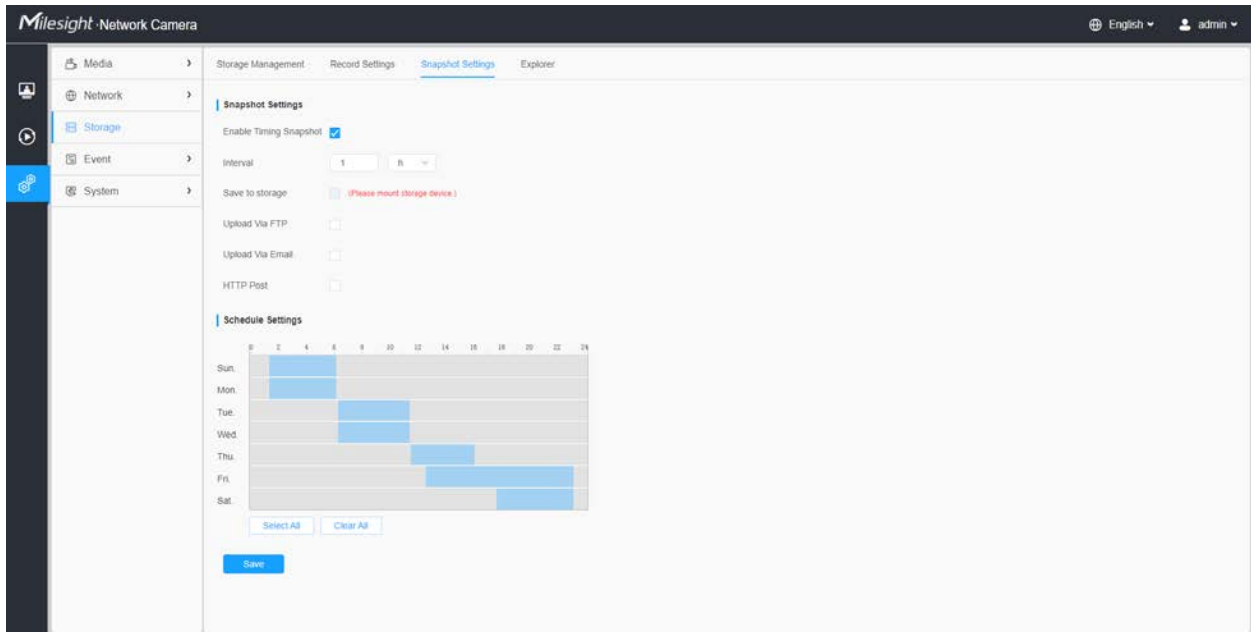 Milesight · Network Camera English admin
Media Storage Management Record Settings Snapshot Settings Explorer
Network
Snapshot Settings
Storage
Enable Timing Snapshot
Event
Interval 1 h
System
Save to storage (Please mount storage device.)
Upload Via FTP
Upload Via Email
HTTP Post
Schedule Settings
0 2 4 6 8 10 12 14 16 18 20 22 24
Sun.
Mon.
Tue.
Wed.
Thu.
Fri.
Sat.
Select All Clear All
Save